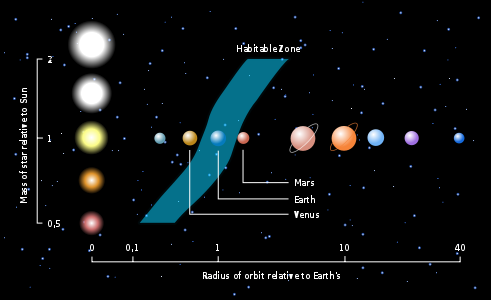 Habitable Zone
Mass of star relative to Sun
2
1
0,5
Mars
Earth
Venus
0 0,1 1 10 40
Radius of orbit relative to Earth's